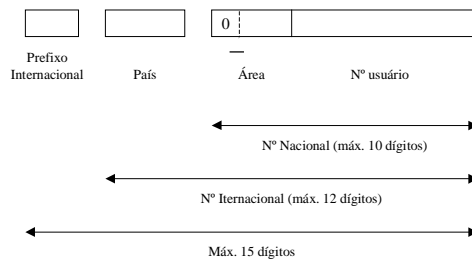 0
Prefixo
Internacional
País
Área
Nº usuário
Nº Nacional (máx. 10 dígitos)
Nº Iternacional (máx. 12 dígitos)
Máx. 15 dígitos